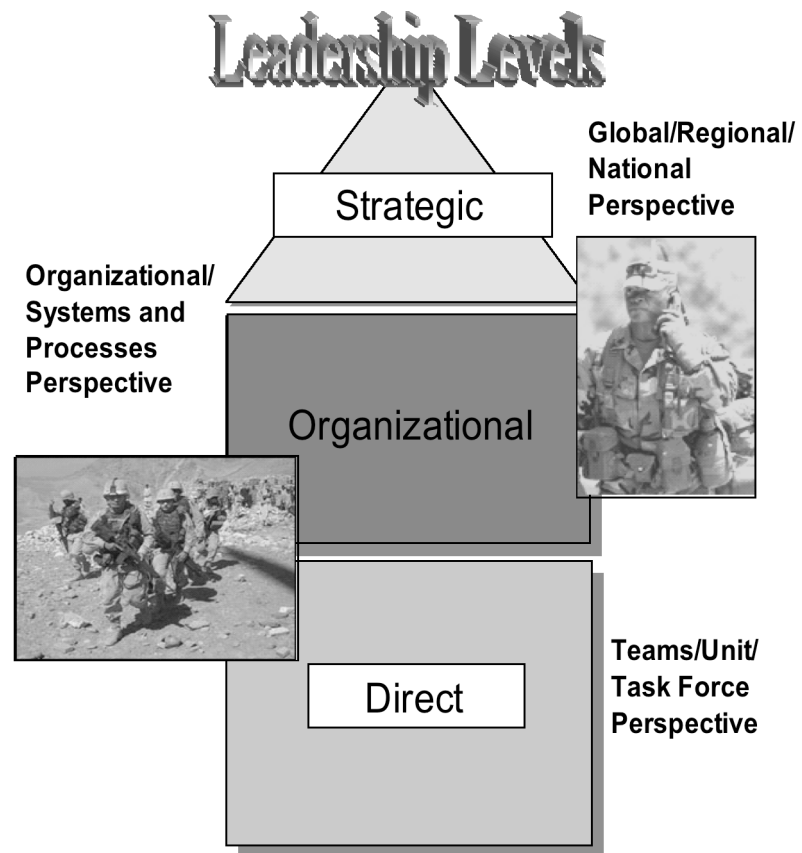 Leadership Levels
Global/Regional/
National
Perspective
Strategic
Organizational/
Systems and
Processes
Perspective
Organizational
Teams/Unit/
Task Force
Perspective
Direct